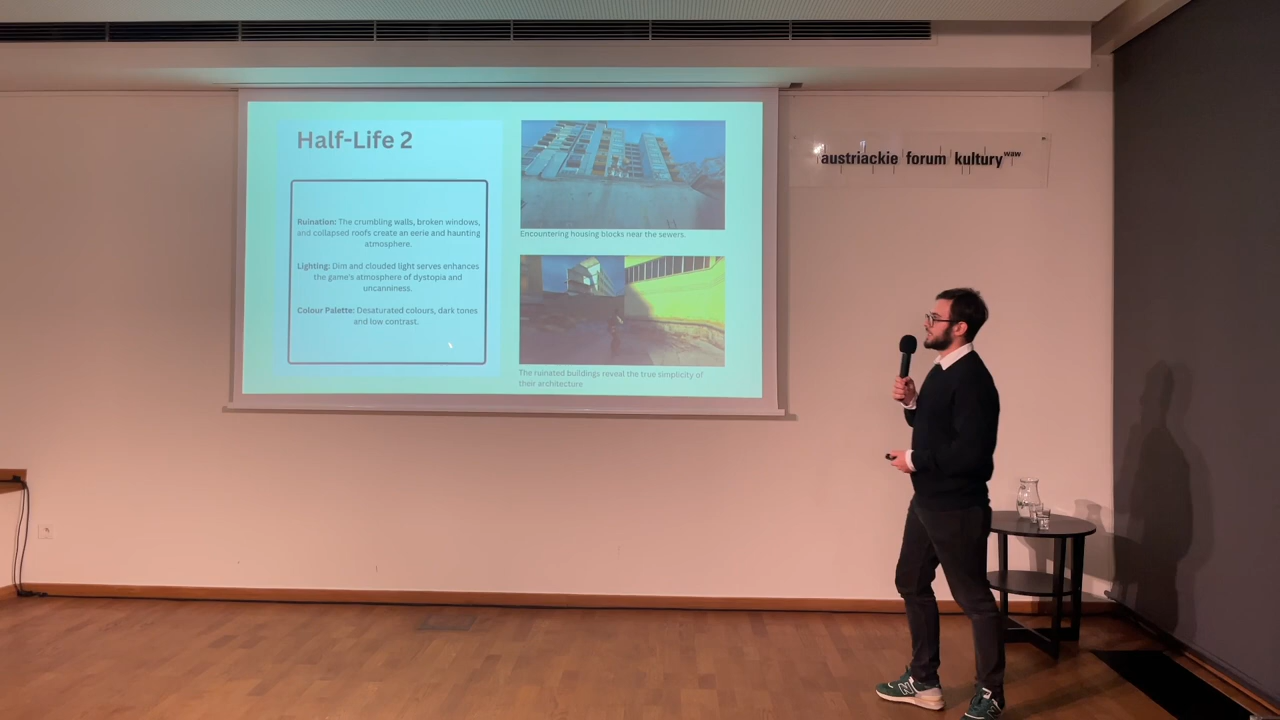 Half-Life 2
Ruination: The crumbling walls, broken windows,
and collapsed roofs create an eerie and haunting
atmosphere.
Lighting: Dim and clouded light serves enhances
the game's atmosphere of dystopia and
uncanniness.
Colour Palette: Desaturated colours, dark tones
and low contrast.
Encountering housing blocks near the sewers.
The ruinated buildings reveal the true simplicity of
their architecture
austriackie forum kultury waw
N